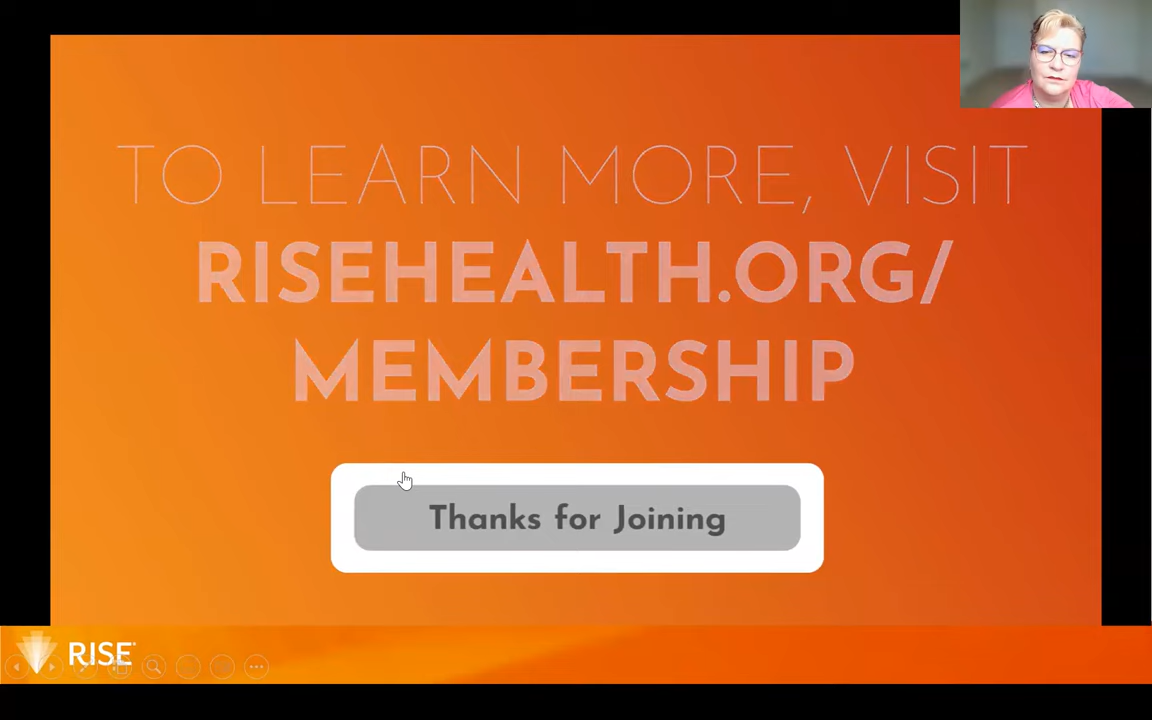 TO LEARN MORE, VISIT
RISEHEALTH.ORG/
MEMBERSHIP
Thanks for Joining
RISE